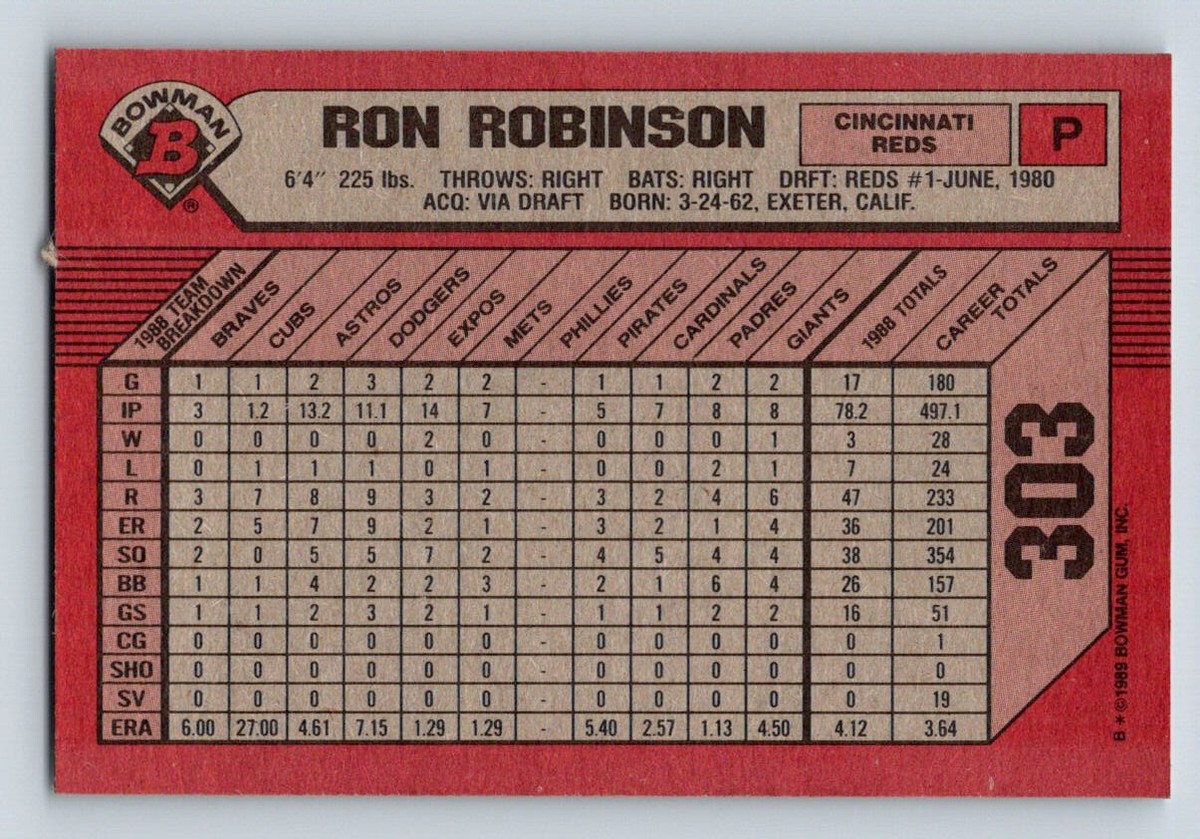 BOWMAN
B
®
RON ROBINSON
CINCINNATI
REDS
P
6'4" 225 lbs. THROWS: RIGHT BATS: RIGHT DRFT: REDS #1-JUNE, 1980
ACQ: VIA DRAFT BORN: 3-24-62, EXETER, CALIF.
1988 TEAM BREAKDOWN BRAVES CUBS ASTROS DODGERS EXPOS METS PHILLIES PIRATES CARDINALS PADRES GIANTS 1988 TOTALS CAREER TOTALS
G 1 1 2 3 2 2 - 1 1 2 2 17 180
IP 3 1.2 13.2 11.1 14 7 - 5 7 8 8 78.2 497.1
W 0 0 0 0 2 0 - 0 0 0 1 3 28
L 0 1 1 1 0 1 - 0 0 2 1 7 24
R 3 7 8 9 3 2 - 3 2 4 6 47 233
ER 2 5 7 9 2 1 - 3 2 1 4 36 201
SO 2 0 5 5 7 2 - 4 5 4 4 38 354
BB 1 1 4 2 2 3 - 2 1 6 4 26 157
GS 1 1 2 3 2 1 - 1 1 2 2 16 51
CG 0 0 0 0 0 0 - 0 0 0 0 0 1
SHO 0 0 0 0 0 0 - 0 0 0 0 0 0
SV 0 0 0 0 0 0 - 0 0 0 0 0 19
ERA 6.00 27.00 4.61 7.15 1.29 1.29 - 5.40 2.57 1.13 4.50 4.12 3.64
303
B*©1989 BOWMAN GUM, INC.